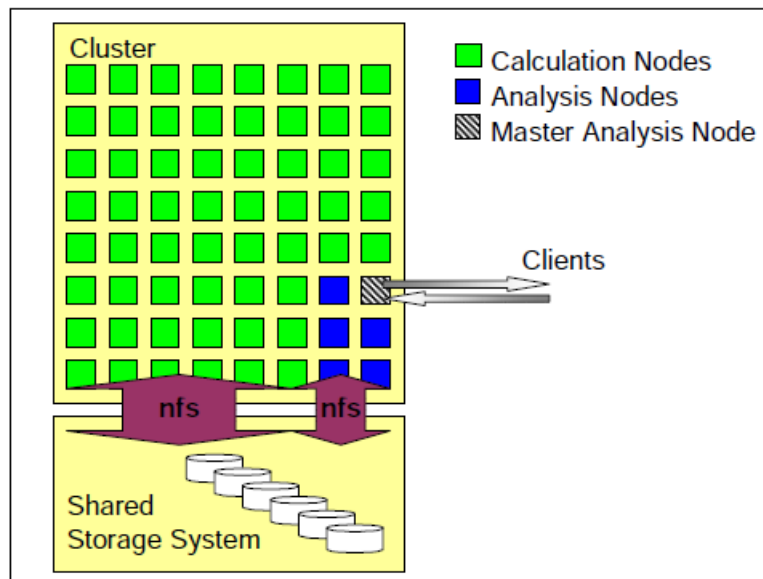 Cluster
Calculation Nodes
Analysis Nodes
Master Analysis Node
Clients
nfs
nfs
Shared
Storage System